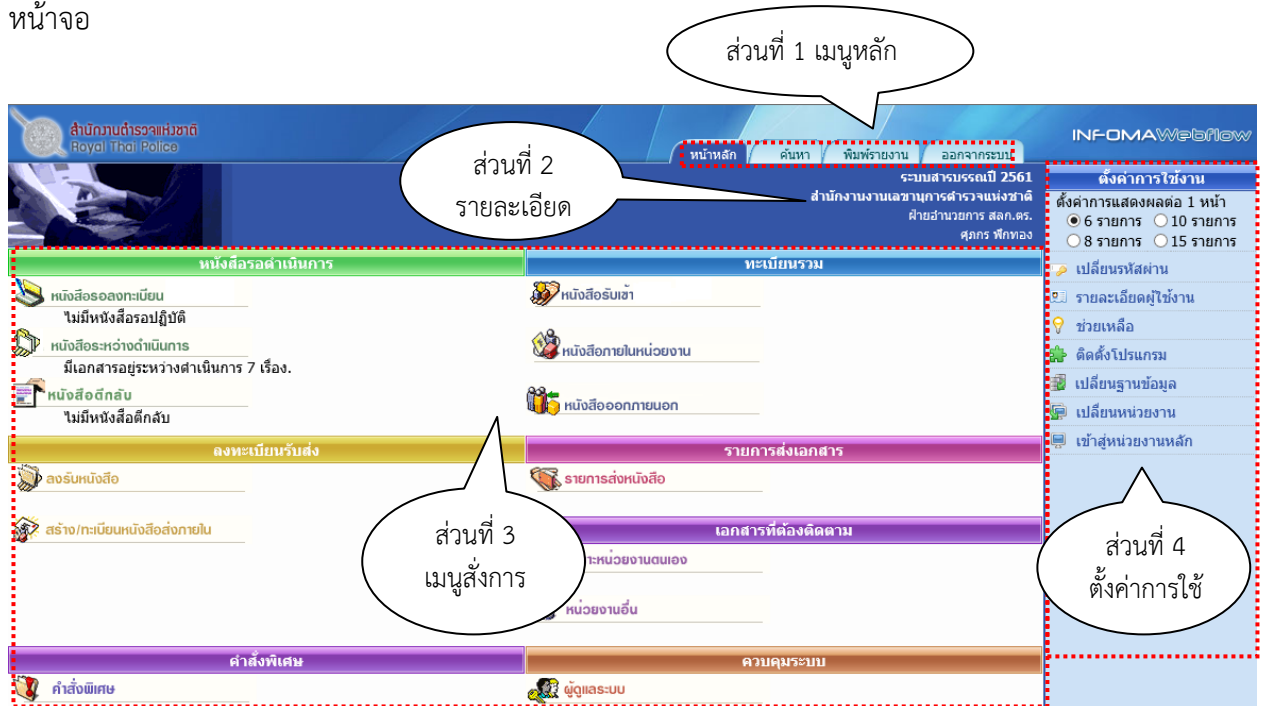 หน้าจอ
ส่วนที่ 1 เมนูหลัก
สำนักงานตำรวจแห่งชาติ
Royal Thai Police
INFOMAWebflow
หน้าหลัก ค้นหา พิมพ์รายงาน ออกจากระบบ
ส่วนที่ 2
รายละเอียด
ระบบสารบรรณปี 2561
สำนักงานงานเลขานุการตำรวจแห่งชาติ
ฝ่ายอำนวยการ สลก.ตร.
ศุภกร ฟักทอง
ตั้งค่าการใช้งาน
ตั้งค่าการแสดงผลต่อ 1 หน้า
6 รายการ 10 รายการ
8 รายการ 15 รายการ
เปลี่ยนรหัสผ่าน
รายละเอียดผู้ใช้งาน
ช่วยเหลือ
ติดตั้งโปรแกรม
เปลี่ยนฐานข้อมูล
เปลี่ยนหน่วยงาน
เข้าสู่หน่วยงานหลัก
ส่วนที่ 4
ตั้งค่าการใช้
หนังสือรอดำเนินการ
หนังสือรอลงทะเบียน
ไม่มีหนังสือรอปฏิบัติ
หนังสือระหว่างดำเนินการ
มีเอกสารอยู่ระหว่างดำเนินการ 7 เรื่อง.
หนังสือตีกลับ
ไม่มีหนังสือตีกลับ
ทะเบียนรวม
หนังสือรับเข้า
หนังสือภายในหน่วยงาน
หนังสือออกภายนอก
ลงทะเบียนรับส่ง
ลงรับหนังสือ
สร้าง/ทะเบียนหนังสือส่งภายใน
ส่วนที่ 3
เมนูสั่งการ
รายการส่งเอกสาร
รายการส่งหนังสือ
เอกสารที่ต้องติดตาม
หน่วยงานตนเอง
หน่วยงานอื่น
คำสั่งพิเศษ
คำสั่งพิเศษ
ควบคุมระบบ
ผู้ดูแลระบบ